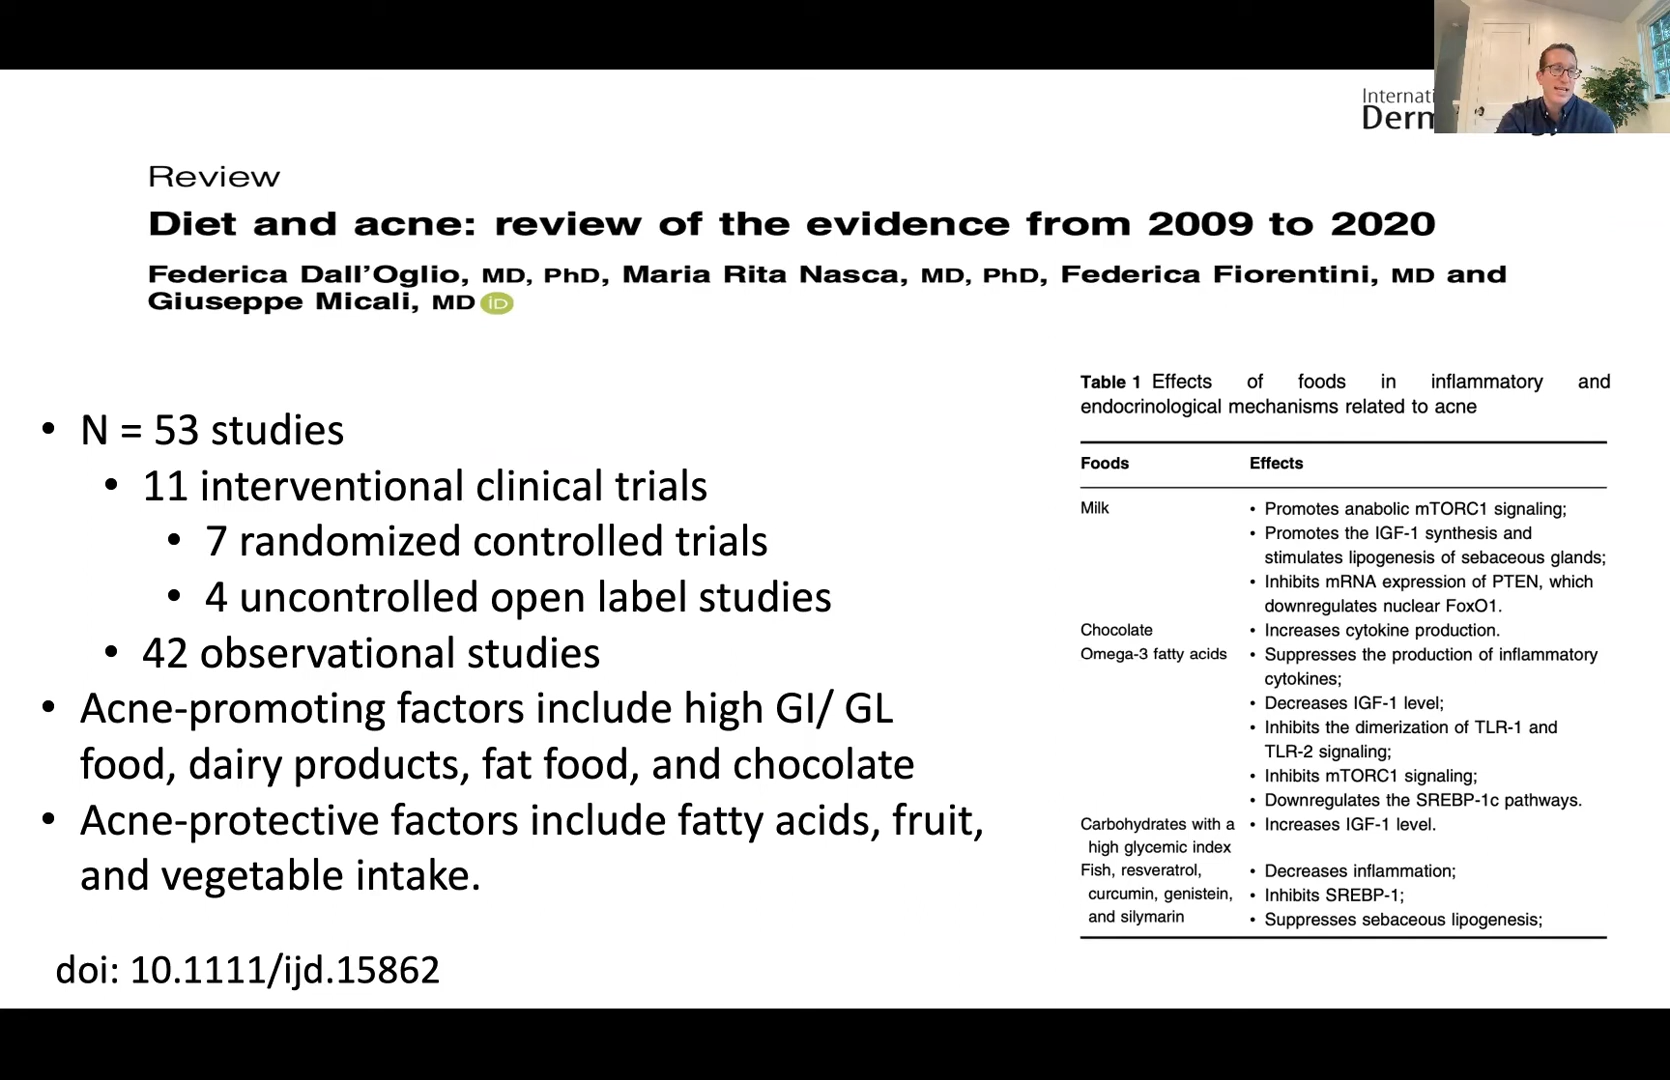 Internati
Derm
Review
Diet and acne: review of the evidence from 2009 to 2020
Federica Dall'Oglio, MD, PhD, Maria Rita Nasca, MD, PhD, Federica Fiorentini, MD and
Giuseppe Micali, MD iD
• N = 53 studies
• 11 interventional clinical trials
• 7 randomized controlled trials
• 4 uncontrolled open label studies
• 42 observational studies
• Acne-promoting factors include high GI/ GL
food, dairy products, fat food, and chocolate
• Acne-protective factors include fatty acids, fruit,
and vegetable intake.
doi: 10.1111/ijd.15862
Table 1 Effects of foods in inflammatory and
endocrinological mechanisms related to acne
Foods Effects
Milk • Promotes anabolic mTORC1 signaling;
• Promotes the IGF-1 synthesis and
stimulates lipogenesis of sebaceous glands;
• Inhibits mRNA expression of PTEN, which
downregulates nuclear FoxO1.
Chocolate • Increases cytokine production.
Omega-3 fatty acids • Suppresses the production of inflammatory
cytokines;
• Decreases IGF-1 level;
• Inhibits the dimerization of TLR-1 and
TLR-2 signaling;
• Inhibits mTORC1 signaling;
• Downregulates the SREBP-1c pathways.
Carbohydrates with a • Increases IGF-1 level.
high glycemic index
Fish, resveratrol, • Decreases inflammation;
curcumin, genistein, • Inhibits SREBP-1;
and silymarin • Suppresses sebaceous lipogenesis;